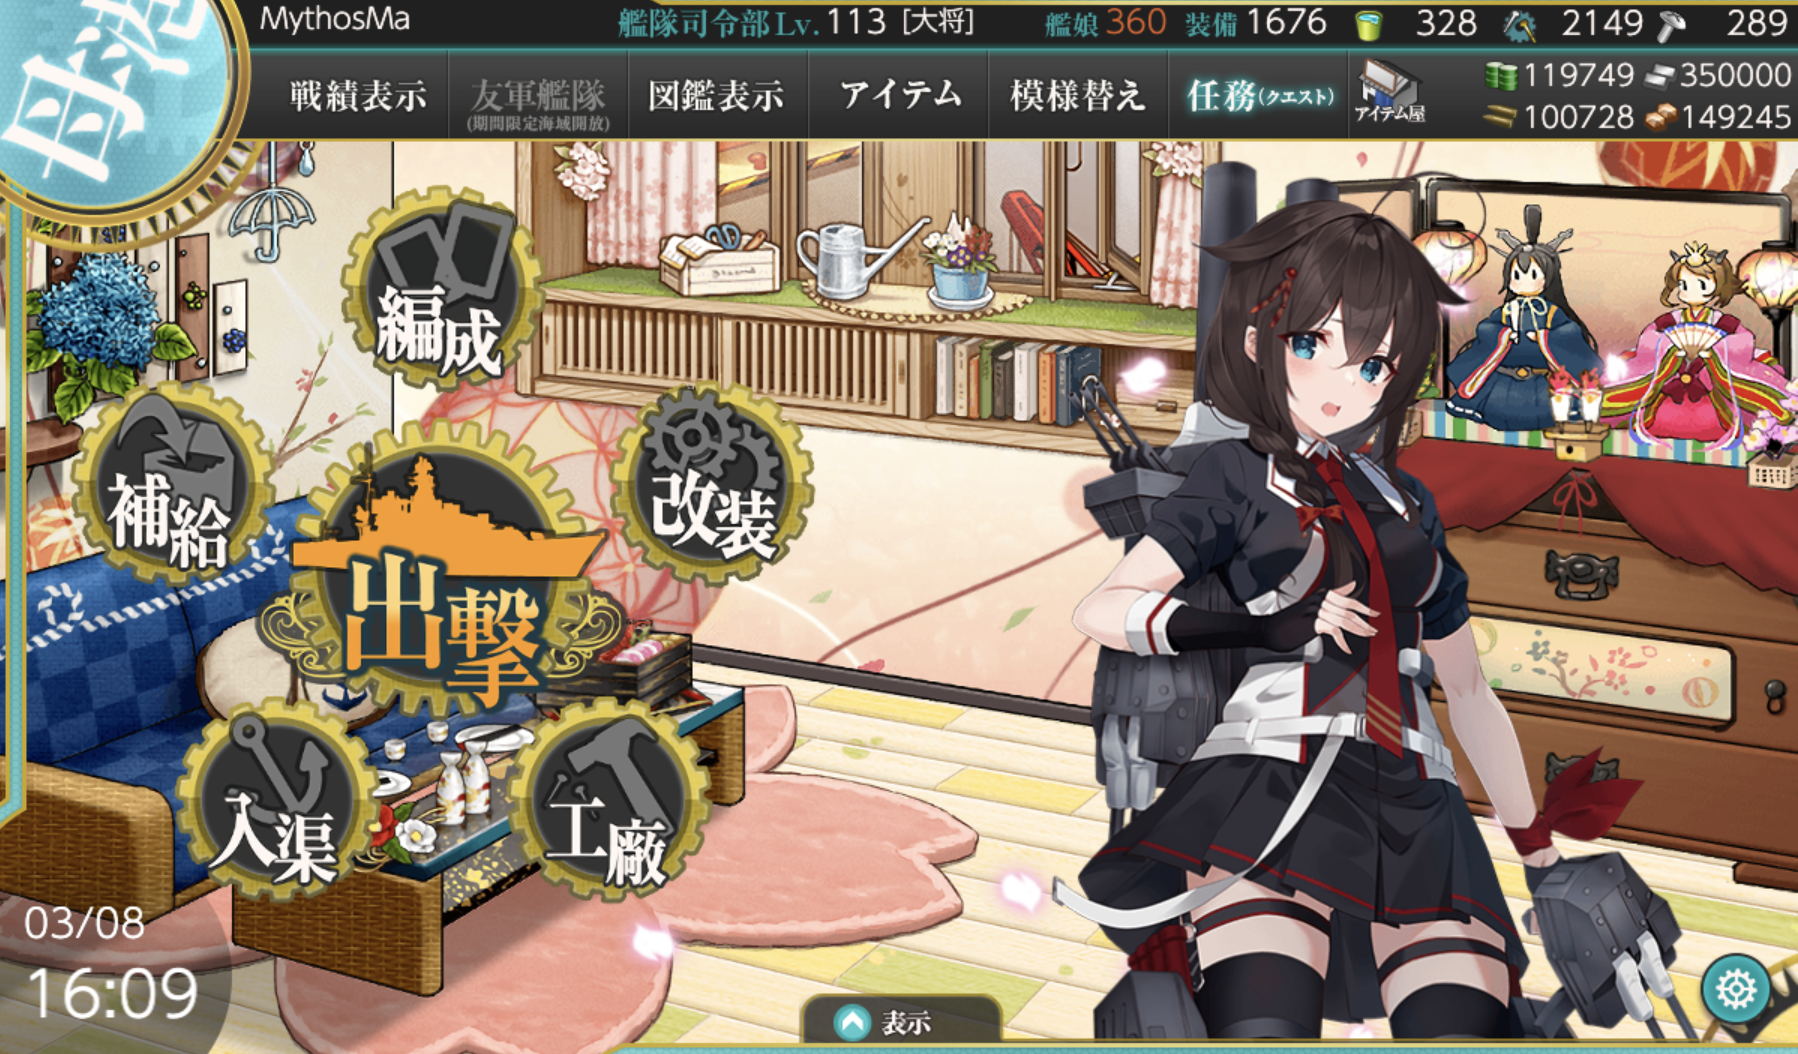 母港
MythosMa 艦隊司令部Lv.113 [大将] 艦娘 360 装備 1676 328 2149 289
戦績表示 友軍艦隊 図鑑表示 アイテム 模様替え 任務(クエスト) アイテム屋 119749 350000
(期間限定海域開放) 100728 149245
編成
補給
改装
出撃
入渠
工廠
03/08
16:09
表示